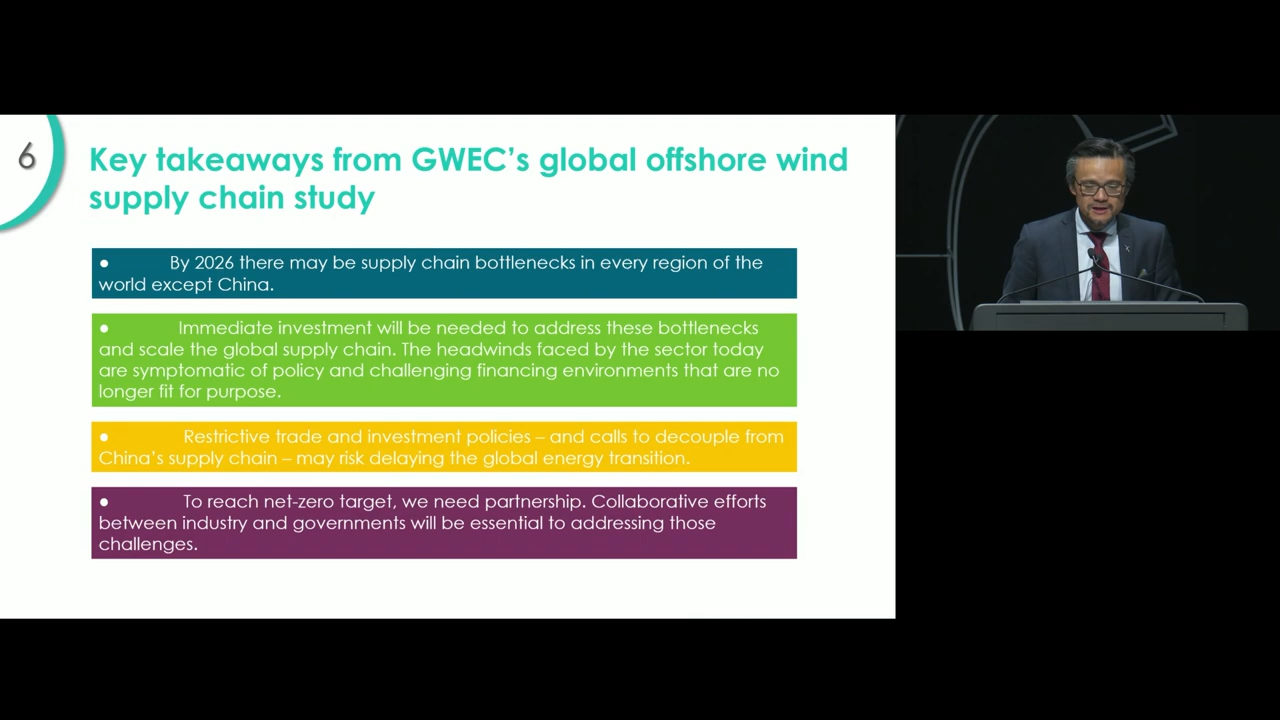 6
Key takeaways from GWEC's global offshore wind
supply chain study
● By 2026 there may be supply chain bottlenecks in every region of the
world except China.
● Immediate investment will be needed to address these bottlenecks
and scale the global supply chain. The headwinds faced by the sector today
are symptomatic of policy and challenging financing environments that are no
longer fit for purpose.
● Restrictive trade and investment policies – and calls to decouple from
China's supply chain – may risk delaying the global energy transition.
● To reach net-zero target, we need partnership. Collaborative efforts
between industry and governments will be essential to addressing those
challenges.